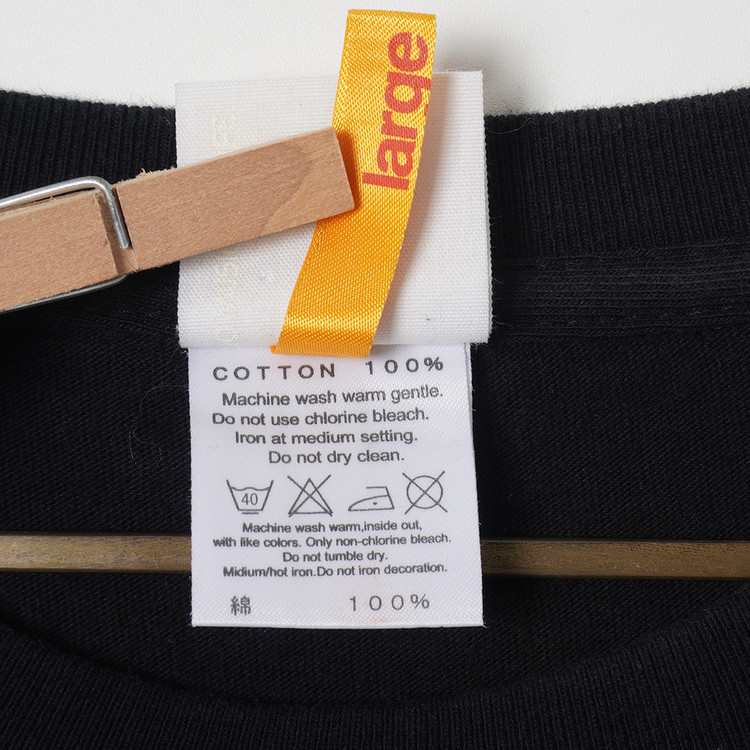 large
COTTON 100%
Machine wash warm gentle.
Do not use chlorine bleach.
Iron at medium setting.
Do not dry clean.
40
Machine wash warm,inside out,
with like colors. Only non-chlorine bleach.
Do not tumble dry.
Midium/hot iron.Do not iron decoration.
綿 100%